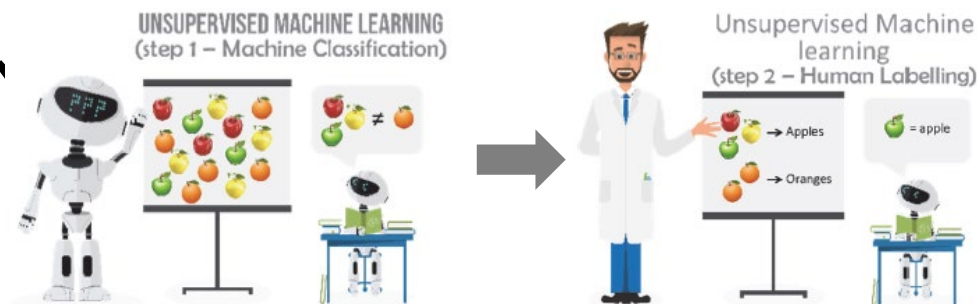 UNSUPERVISED MACHINE LEARNING
(step 1 – Machine Classification)
???
≠
Unsupervised Machine
learning
(step 2 – Human Labelling)
→ Apples
→ Oranges
= apple